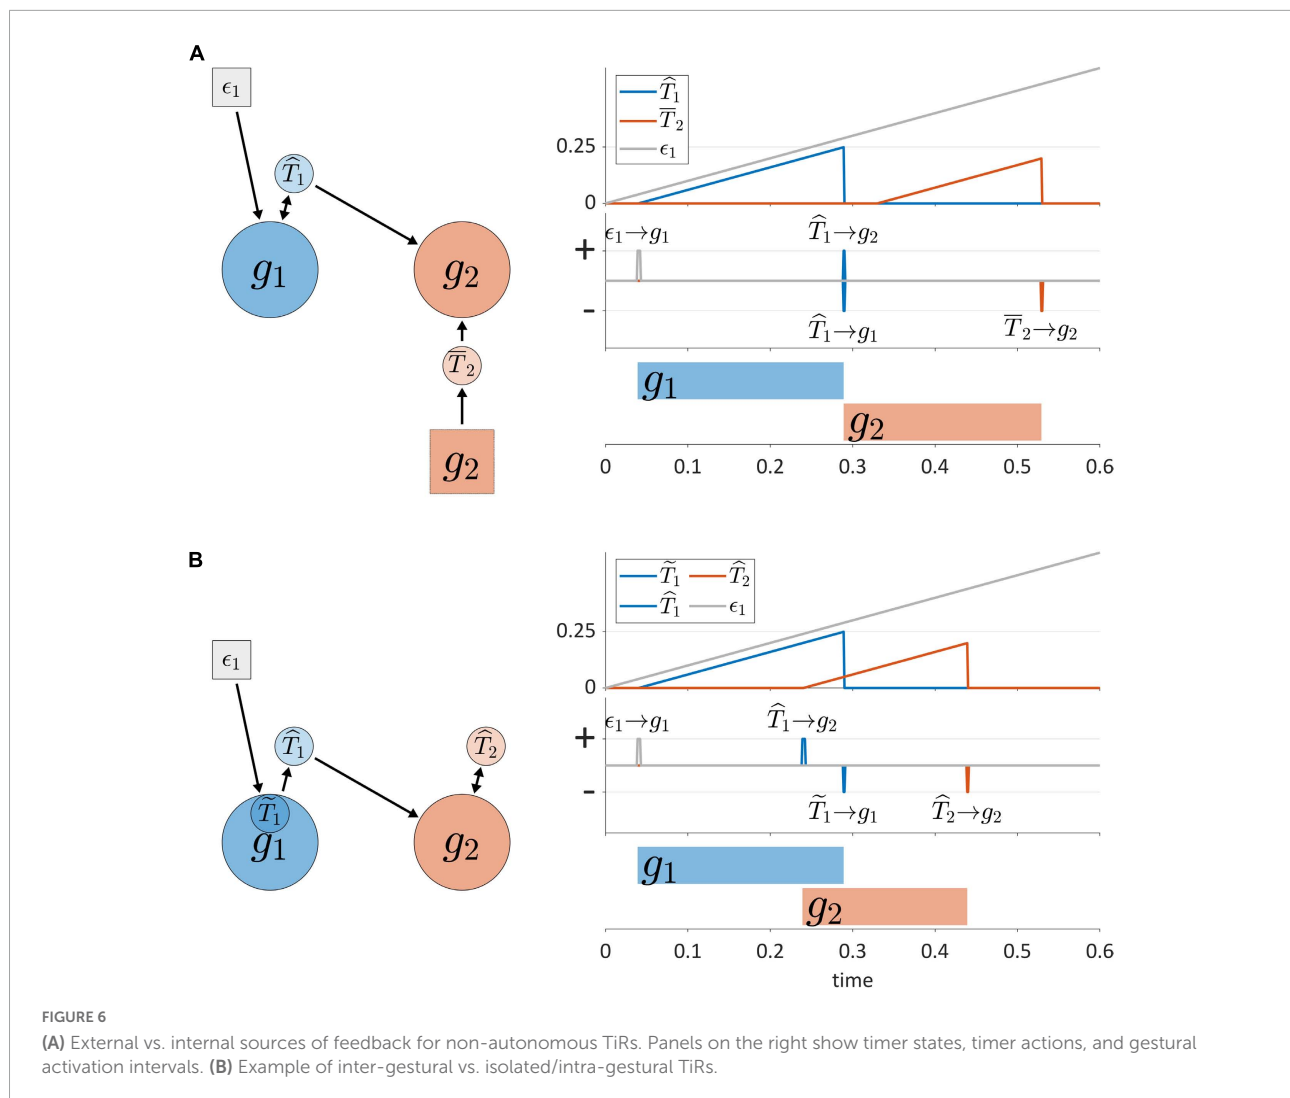 A
ϵ₁
T̂₁
g₁
g₂
T̄₂
g₂
T̂₁
T̄₂
ϵ₁
0.25
0
ϵ₁→g₁
T̂₁→g₂
+
-
T̂₁→g₁
T̄₂→g₂
g₁
g₂
0 0.1 0.2 0.3 0.4 0.5 0.6
B
ϵ₁
T̂₁
T̂₂
T̃₁
g₁
g₂
T̃₁ T̂₂
T̂₁ ϵ₁
0.25
0
ϵ₁→g₁
T̂₁→g₂
+
-
T̃₁→g₁
T̂₂→g₂
g₁
g₂
0 0.1 0.2 0.3 0.4 0.5 0.6
time
FIGURE 6
(A) External vs. internal sources of feedback for non-autonomous TiRs. Panels on the right show timer states, timer actions, and gestural
activation intervals. (B) Example of inter-gestural vs. isolated/intra-gestural TiRs.